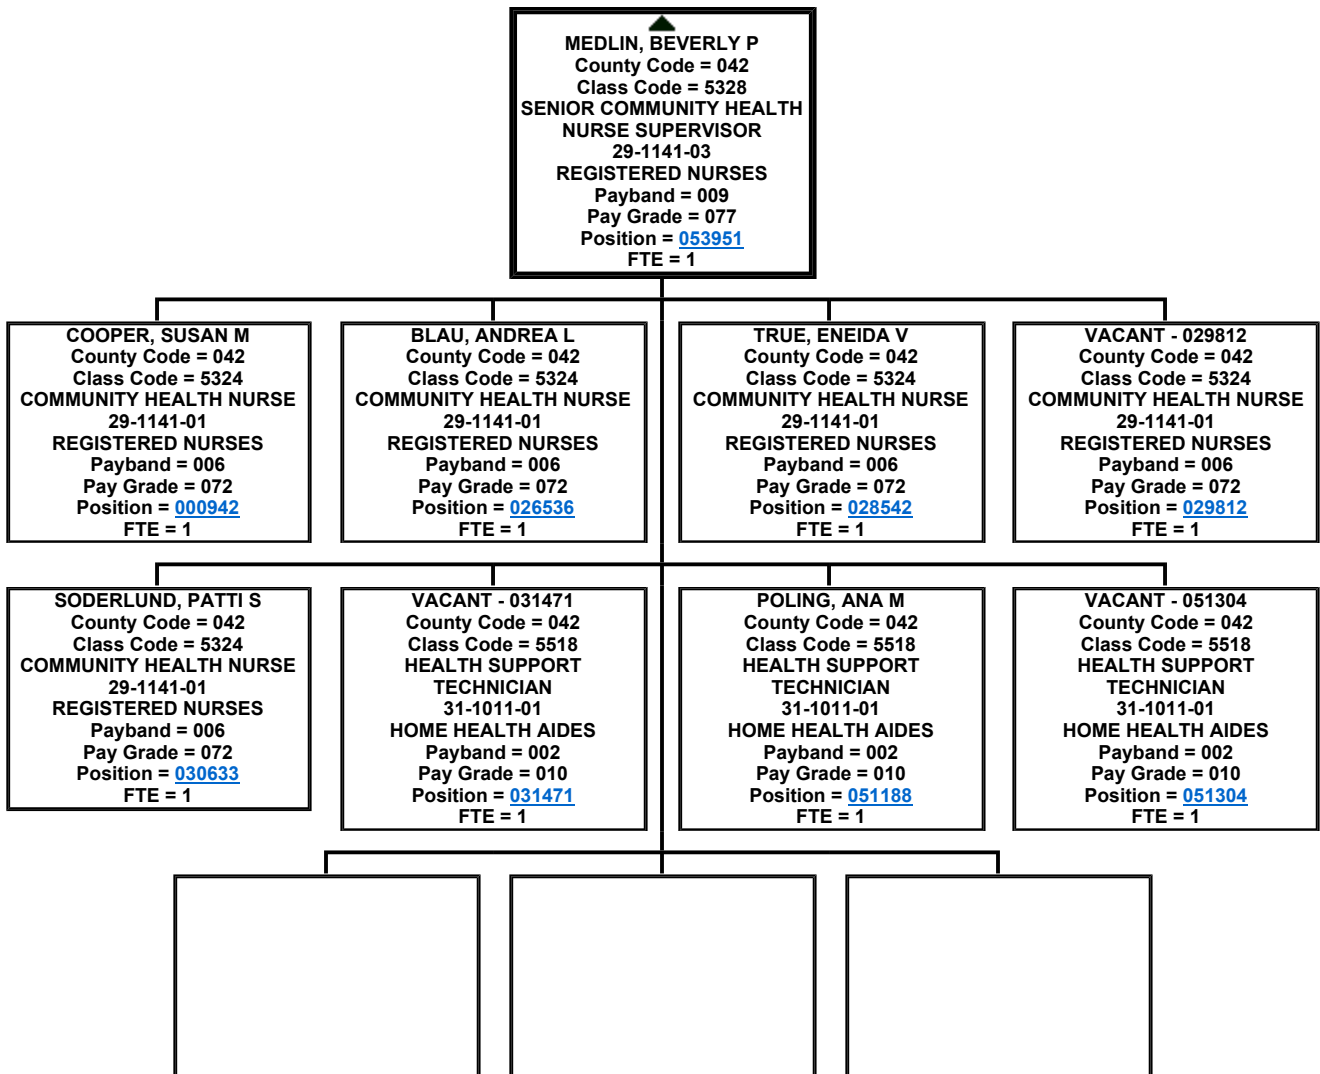 MEDLIN, BEVERLY P
County Code = 042
Class Code = 5328
SENIOR COMMUNITY HEALTH
NURSE SUPERVISOR
29-1141-03
REGISTERED NURSES
Payband = 009
Pay Grade = 077
Position = 053951
FTE = 1
COOPER, SUSAN M
County Code = 042
Class Code = 5324
COMMUNITY HEALTH NURSE
29-1141-01
REGISTERED NURSES
Payband = 006
Pay Grade = 072
Position = 000942
FTE = 1
BLAU, ANDREA L
County Code = 042
Class Code = 5324
COMMUNITY HEALTH NURSE
29-1141-01
REGISTERED NURSES
Payband = 006
Pay Grade = 072
Position = 026536
FTE = 1
TRUE, ENEIDA V
County Code = 042
Class Code = 5324
COMMUNITY HEALTH NURSE
29-1141-01
REGISTERED NURSES
Payband = 006
Pay Grade = 072
Position = 028542
FTE = 1
VACANT - 029812
County Code = 042
Class Code = 5324
COMMUNITY HEALTH NURSE
29-1141-01
REGISTERED NURSES
Payband = 006
Pay Grade = 072
Position = 029812
FTE = 1
SODERLUND, PATTI S
County Code = 042
Class Code = 5324
COMMUNITY HEALTH NURSE
29-1141-01
REGISTERED NURSES
Payband = 006
Pay Grade = 072
Position = 030633
FTE = 1
VACANT - 031471
County Code = 042
Class Code = 5518
HEALTH SUPPORT
TECHNICIAN
31-1011-01
HOME HEALTH AIDES
Payband = 002
Pay Grade = 010
Position = 031471
FTE = 1
POLING, ANA M
County Code = 042
Class Code = 5518
HEALTH SUPPORT
TECHNICIAN
31-1011-01
HOME HEALTH AIDES
Payband = 002
Pay Grade = 010
Position = 051188
FTE = 1
VACANT - 051304
County Code = 042
Class Code = 5518
HEALTH SUPPORT
TECHNICIAN
31-1011-01
HOME HEALTH AIDES
Payband = 002
Pay Grade = 010
Position = 051304
FTE = 1